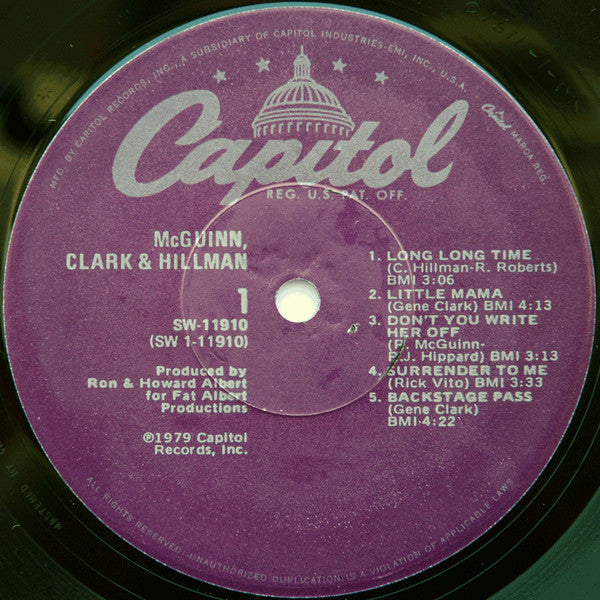 MFD. BY CAPITOL RECORDS, INC., A SUBSIDIARY OF CAPITOL INDUSTRIES-EMI, INC., U.S.A.
Capitol
MARCA REG.
Capitol
REG. U.S. PAT. OFF.
McGUINN,
CLARK & HILLMAN
1
SW-11910
(SW 1-11910)
Produced by
Ron & Howard Albert
for Fat Albert
Productions
℗1979 Capitol
Records, Inc.
1. LONG LONG TIME
(C. Hillman-R. Roberts)
BMI 3:06
2. LITTLE MAMA
(Gene Clark) BMI 4:13
3. DON'T YOU WRITE
HER OFF
(R. McGuinn-
R.J. Hippard) BMI 3:13
4. SURRENDER TO ME
(Rick Vito) BMI 3:33
5. BACKSTAGE PASS
(Gene Clark)
BMI 4:22
ALL RIGHTS RESERVED. UNAUTHORIZED DUPLICATION IS A VIOLATION OF APPLICABLE LAWS
MASTERED BY